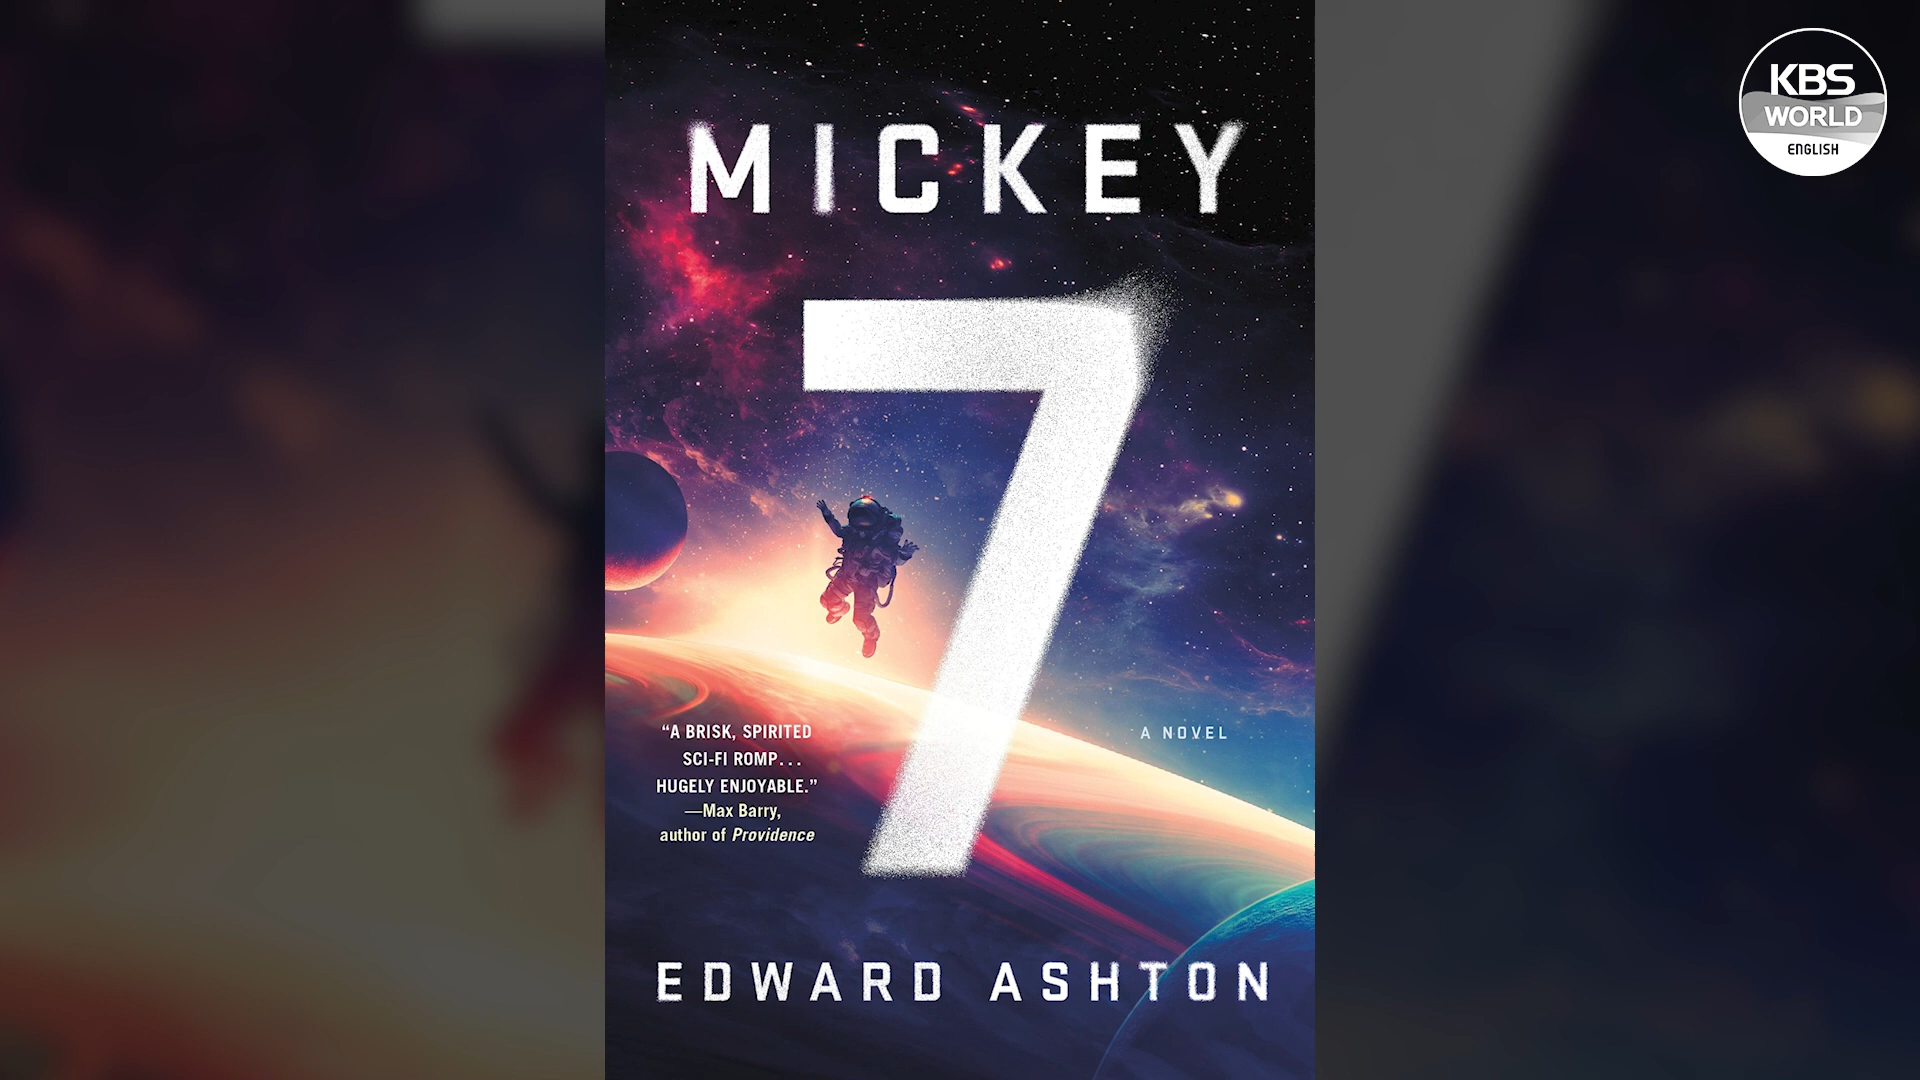 MICKEY
7
“A BRISK, SPIRITED
SCI-FI ROMP...
HUGELY ENJOYABLE.”
—Max Barry,
author of Providence
A NOVEL
EDWARD ASHTON
KBS
WORLD
ENGLISH